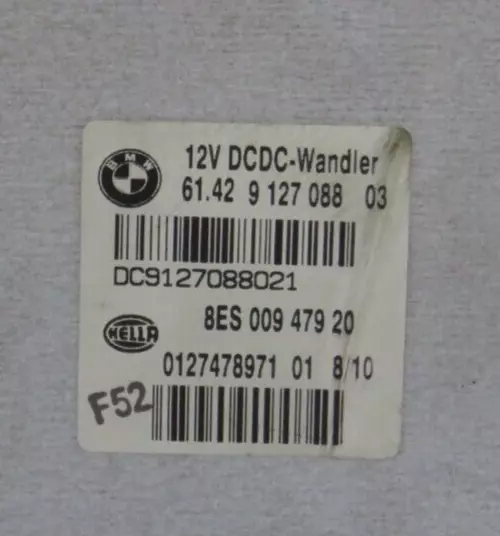 BMW
12V DCDC-Wandler
61.42 9 127 088 03
DC9127088021
8ES 009 479 20
HELLA
0127478971 01 8/10
F52